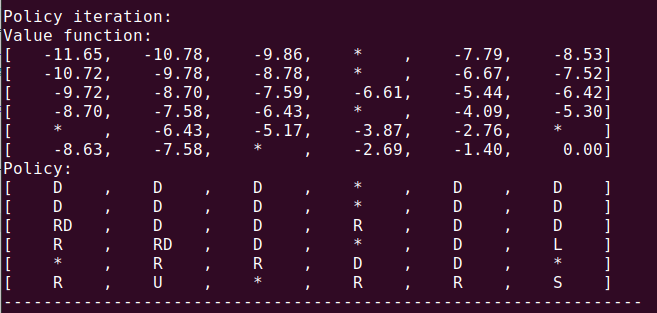 Policy iteration:
Value function:
[   -11.65,   -10.78,    -9.86,    *    ,    -7.79,    -8.53]
[   -10.72,    -9.78,    -8.78,    *    ,    -6.67,    -7.52]
[    -9.72,    -8.70,    -7.59,    -6.61,    -5.44,    -6.42]
[    -8.70,    -7.58,    -6.43,    *    ,    -4.09,    -5.30]
[    *    ,    -6.43,    -5.17,    -3.87,    -2.76,    *    ]
[    -8.63,    -7.58,    *    ,    -2.69,    -1.40,     0.00]
Policy:
[    D    ,    D    ,    D    ,    *    ,    D    ,    D    ]
[    D    ,    D    ,    D    ,    *    ,    D    ,    D    ]
[    RD   ,    D    ,    D    ,    R    ,    D    ,    D    ]
[    R    ,    RD   ,    D    ,    *    ,    D    ,    L    ]
[    *    ,    R    ,    R    ,    D    ,    D    ,    *    ]
[    R    ,    U    ,    *    ,    R    ,    R    ,    S    ]
----------------------------------------------------------------